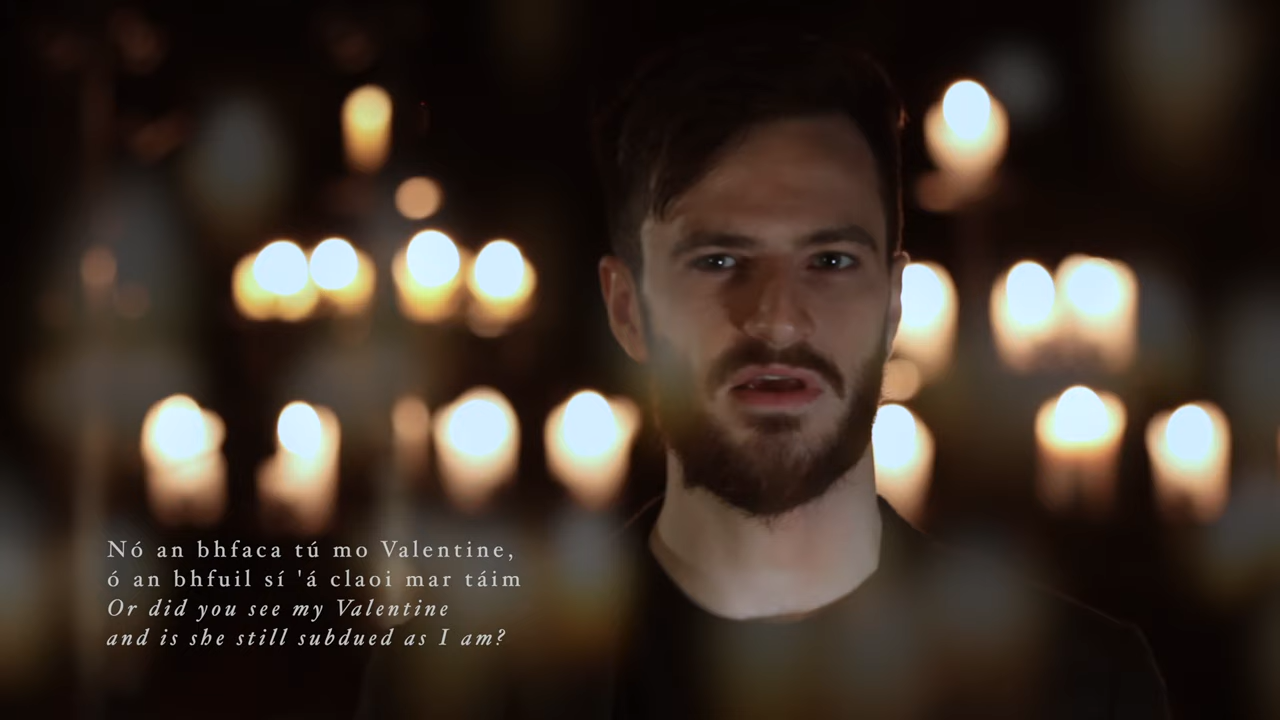 Nó an bhfaca tú mo Valentine,
ó an bhfuil sí 'á claoi mar táim
Or did you see my Valentine
and is she still subdued as I am?